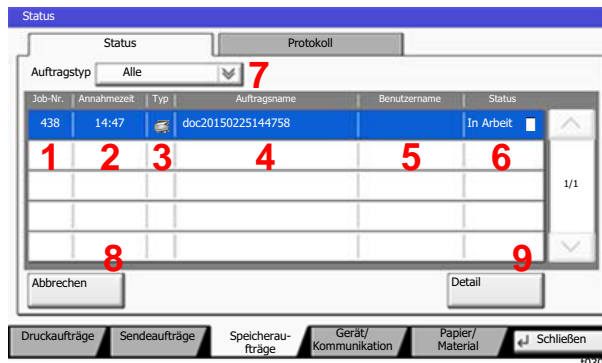 Status
Status Protokoll
Auftragstyp Alle 7
Job-Nr. Annahmezeit Typ Auftragsname Benutzername Status
438 14:47 doc20150225144758 In Arbeit
1 2 3 4 5 6
1/1
8 9
Abbrechen Detail
Druckaufträge Sendeaufträge Speicherau-
fträge Gerät/
Kommunikation Papier/
Material Schließen